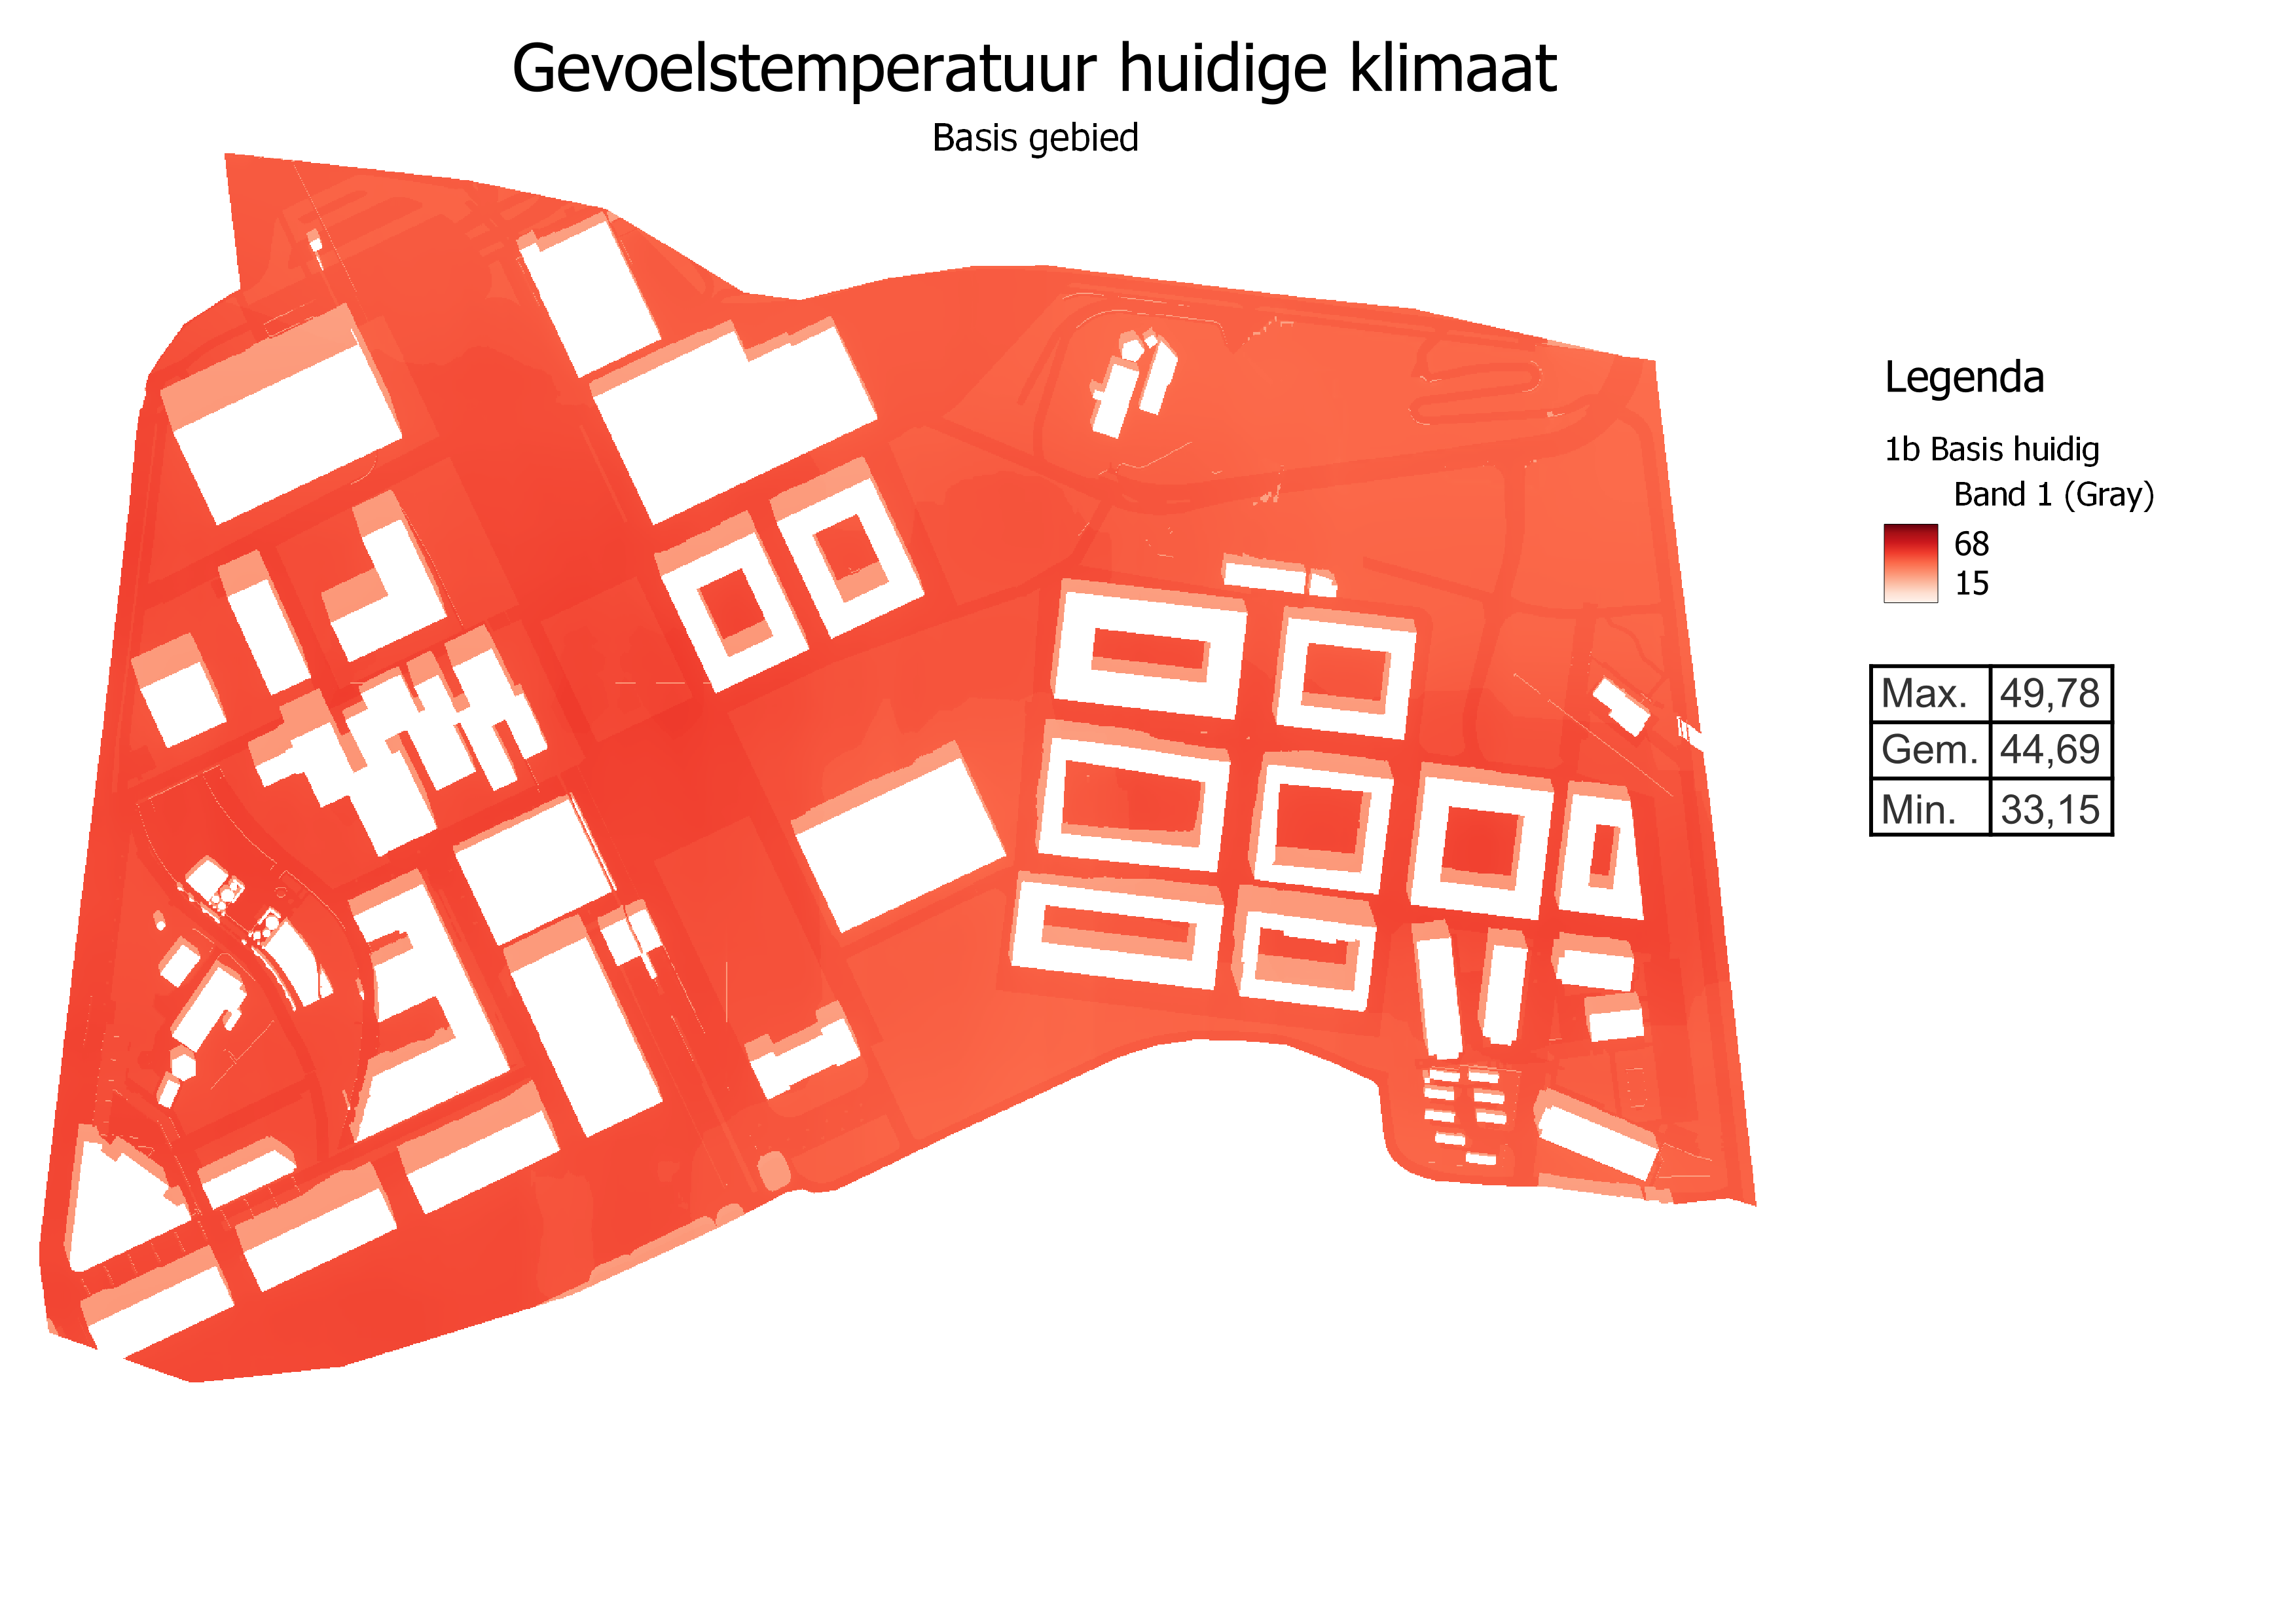 Gevoelstemperatuur huidige klimaat
Basis gebied
Legenda
1b Basis huidig
Band 1 (Gray)
68
15
Max. 49,78
Gem. 44,69
Min. 33,15